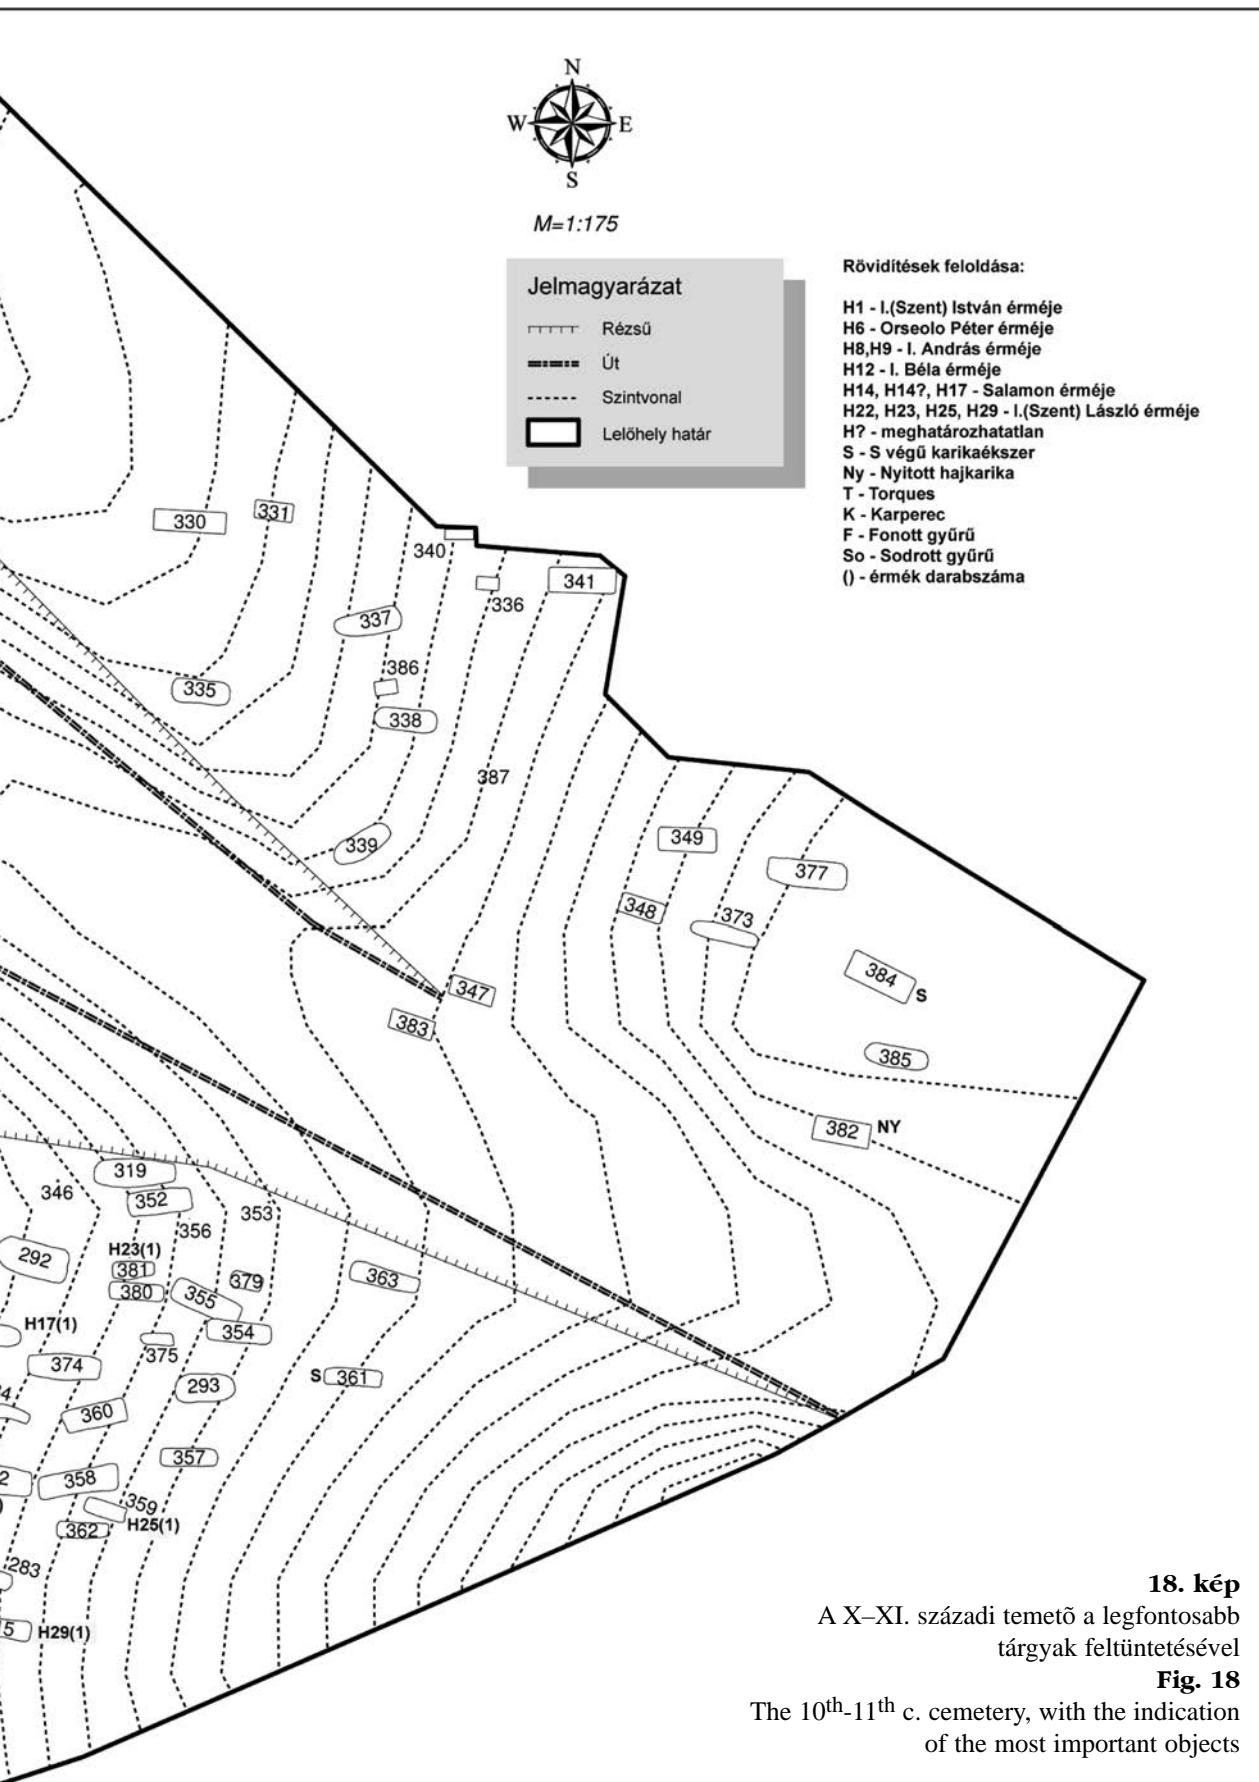 N
W E
S
M=1:175
Jelmagyarázat
Rézsű
Út
Szintvonal
Lelőhely határ
Rövidítések feloldása:
H1 - I.(Szent) István érméje
H6 - Orseolo Péter érméje
H8,H9 - I. András érméje
H12 - I. Béla érméje
H14, H14?, H17 - Salamon érméje
H22, H23, H25, H29 - I.(Szent) László érméje
H? - meghatározhatatlan
S - S végű karikaékszer
Ny - Nyitott hajkarika
T - Torques
K - Karperec
F - Fonott gyűrű
So - Sodrott gyűrű
() - érmék darabszáma
330
331
340
341
336
337
386
335
338
387
339
349
377
348
373
384
S
347
383
385
382
NY
319
346
352
353
356
292
H23(1)
381
379
363
380
355
H17(1)
354
375
374
S
361
293
360
357
358
359
H25(1)
362
283
H29(1)
18. kép
A X–XI. századi temetõ a legfontosabb
tárgyak feltüntetésével
Fig. 18
The 10th-11th c. cemetery, with the indication
of the most important objects